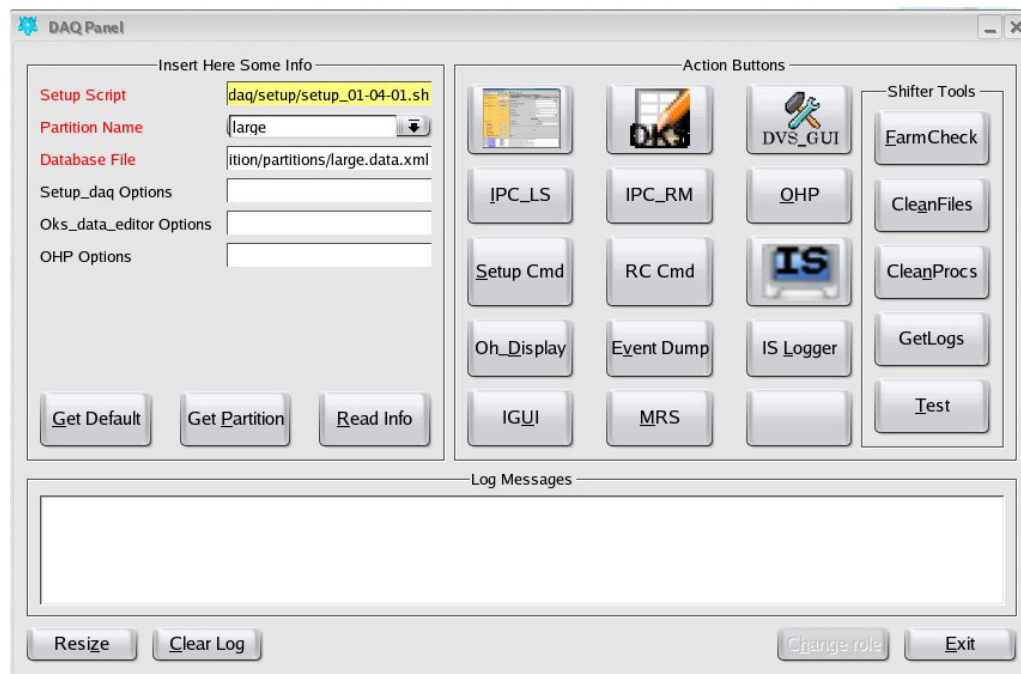 DAQ Panel
Insert Here Some Info
Setup Script
daq/setup/setup_01-04-01.sh
Partition Name
large
Database File
ition/partitions/large.data.xml
Setup_daq Options
Oks_data_editor Options
OHP Options
Get Default
Get Partition
Read Info
Action Buttons
OKS
DVS_GUI
IPC_LS
IPC_RM
OHP
Setup Cmd
RC Cmd
IS
Oh_Display
Event Dump
IS Logger
IGUI
MRS
Shifter Tools
FarmCheck
CleanFiles
CleanProcs
GetLogs
Test
Log Messages
Resize
Clear Log
Change role
Exit